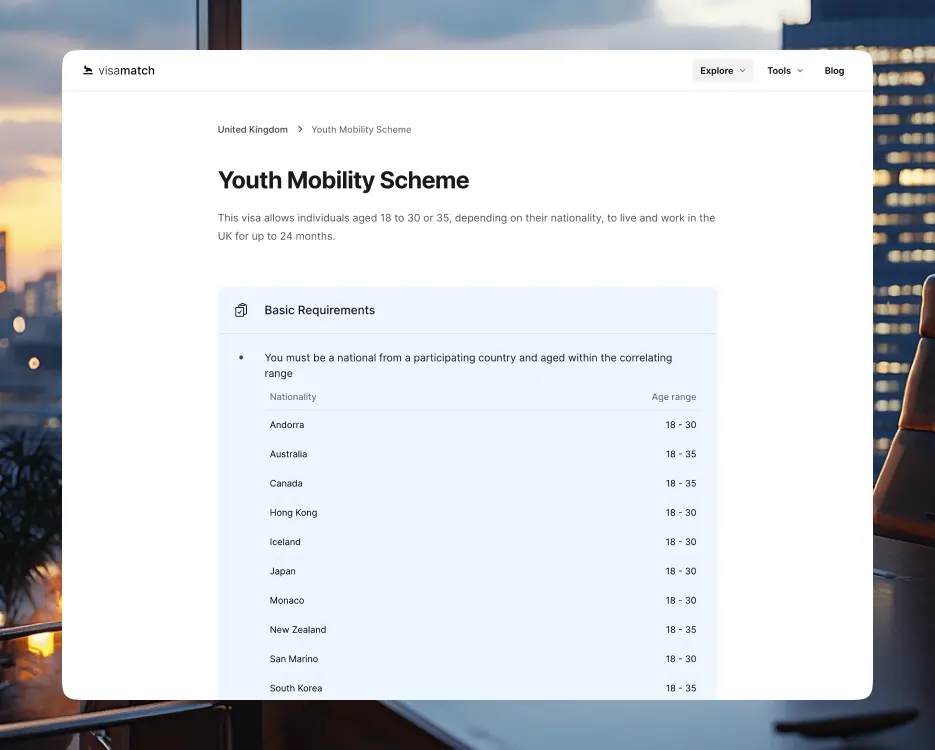 visamatch
Explore
Tools
Blog
United Kingdom > Youth Mobility Scheme
Youth Mobility Scheme
This visa allows individuals aged 18 to 30 or 35, depending on their nationality, to live and work in the
UK for up to 24 months.
Basic Requirements
• You must be a national from a participating country and aged within the correlating
range
Nationality Age range
Andorra 18 - 30
Australia 18 - 35
Canada 18 - 35
Hong Kong 18 - 30
Iceland 18 - 30
Japan 18 - 30
Monaco 18 - 30
New Zealand 18 - 35
San Marino 18 - 30
South Korea 18 - 35